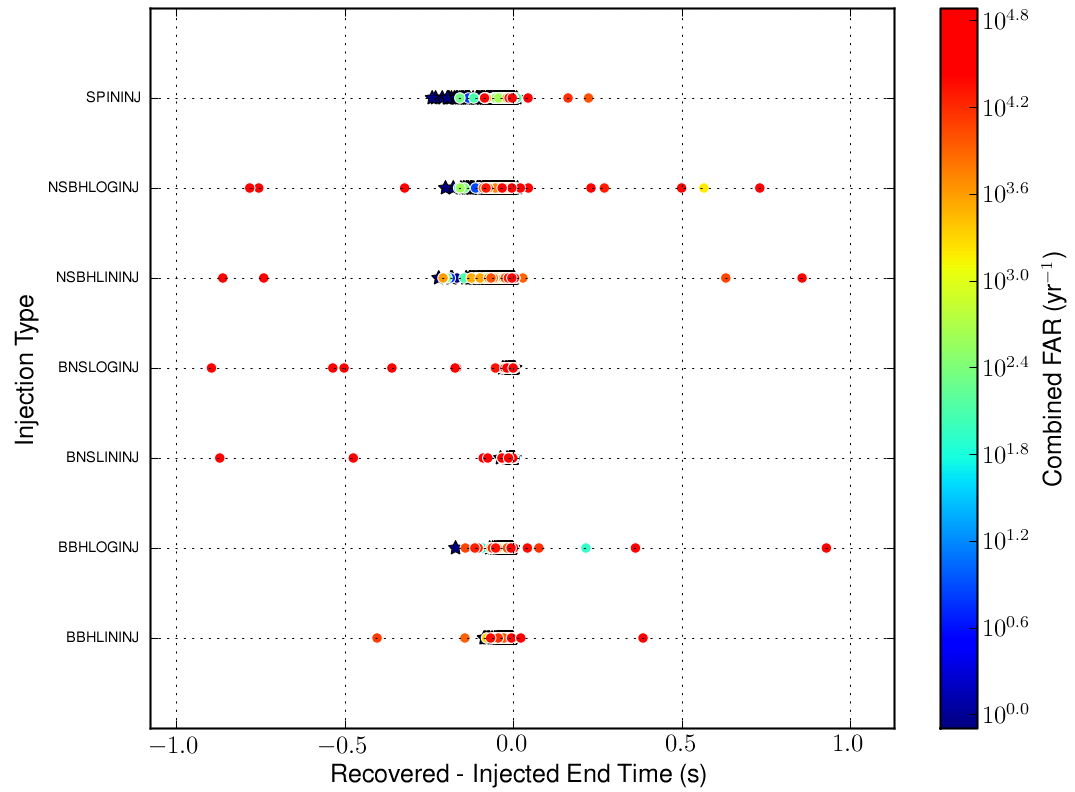 SPININJ
NSBHLOGINJ
NSBHLININJ
BNSLOGINJ
BNSLININJ
BBHLOGINJ
BBHLININJ
Injection Type
−1.0 −0.5 0.0 0.5 1.0
Recovered - Injected End Time (s)
10^4.8
10^4.2
10^3.6
10^3.0
10^2.4
10^1.8
10^1.2
10^0.6
10^0.0
Combined FAR (yr^−1)